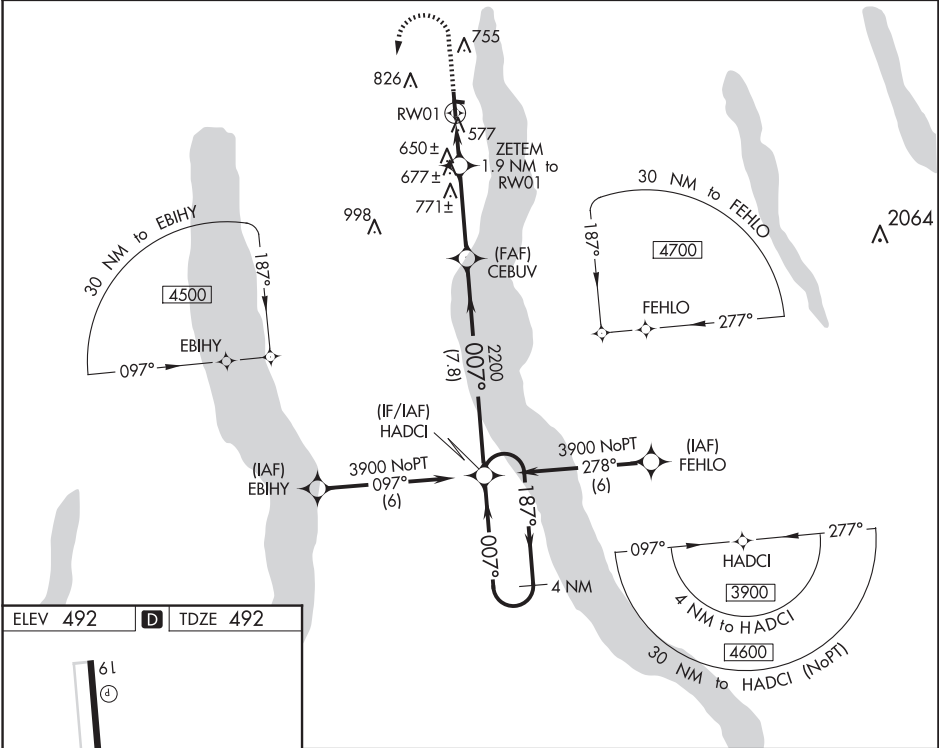 755
826
RW01
577
650 ±
ZETEM
1.9 NM to
RW01
677 ±
771±
998
30 NM to EBIHY
187°
4500
EBIHY
097°
(FAF)
CEBUV
30 NM to FEHLO
187°
4700
FEHLO
277°
2064
2200
007°
(7.8)
(IF/IAF)
HADCI
(IAF)
EBIHY
3900 NoPT
097°
(6)
3900 NoPT
278°
(6)
(IAF)
FEHLO
187°
007°
4 NM
097°
277°
HADCI
3900
4 NM to HADCI
4600
30 NM to HADCI (NoPT)
ELEV 492
D
TDZE 492
19
P